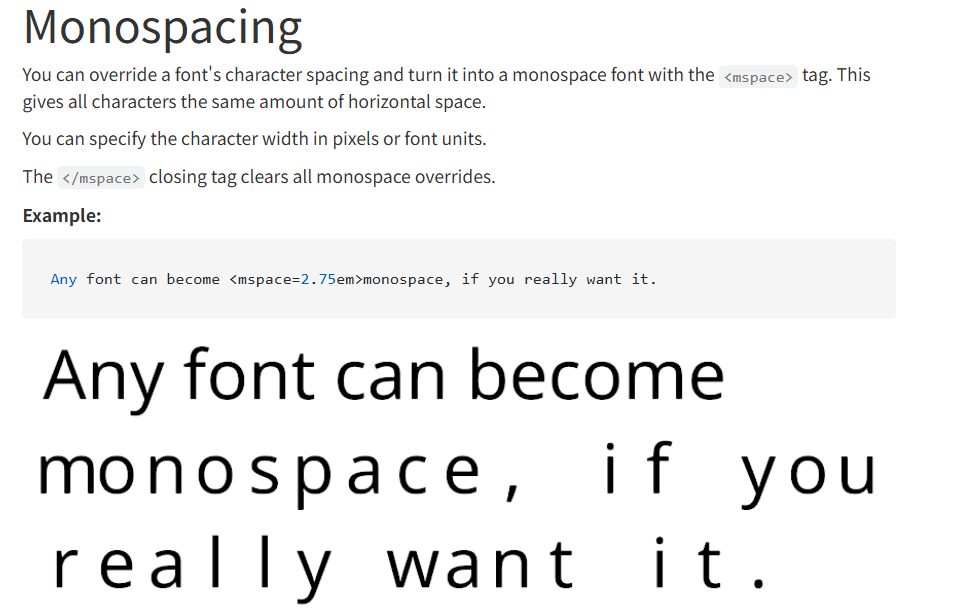 Monospacing
You can override a font's character spacing and turn it into a monospace font with the <mspace> tag. This
gives all characters the same amount of horizontal space.
You can specify the character width in pixels or font units.
The </mspace> closing tag clears all monospace overrides.
Example:
Any font can become <mspace=2.75em>monospace, if you really want it.
Any font can become
monospace, if you
really want it.